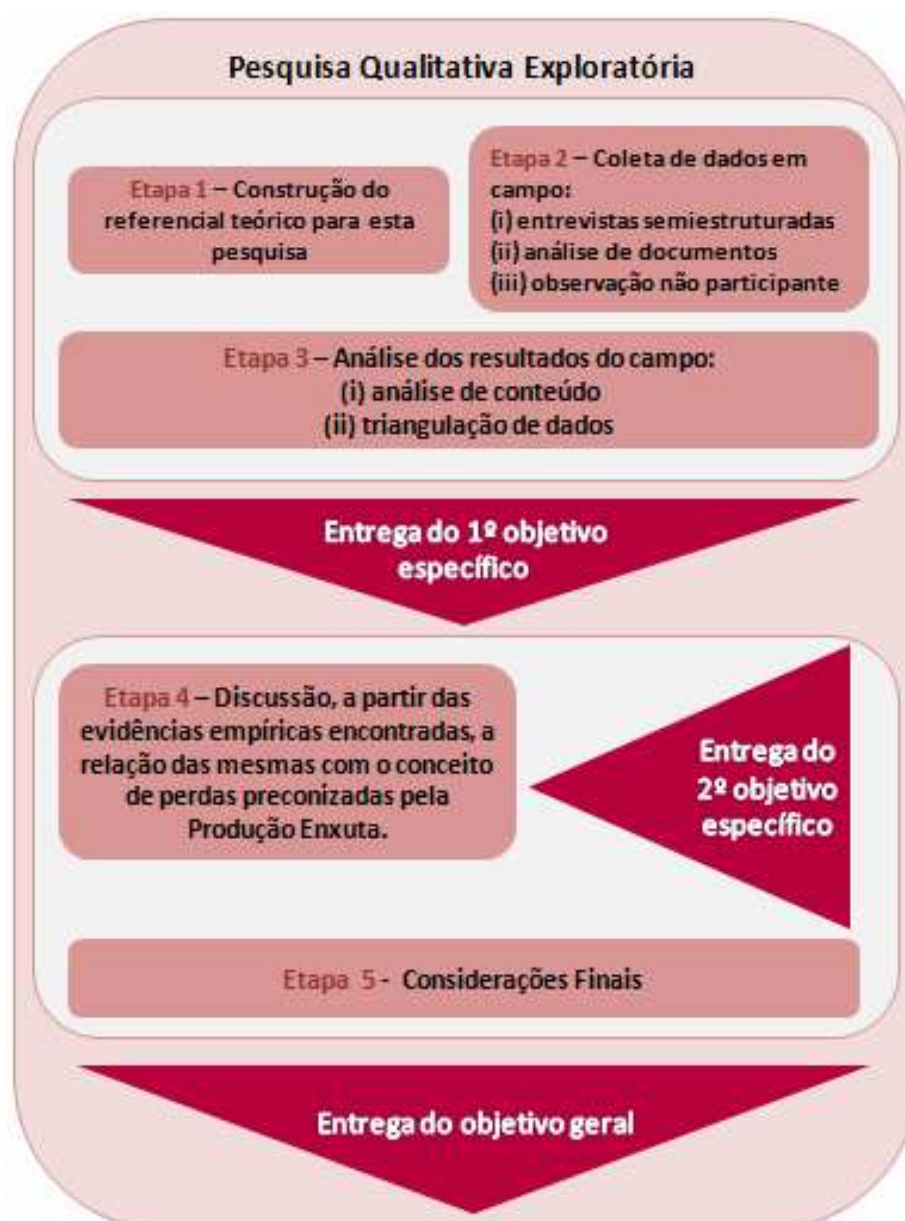 Pesquisa Qualitativa Exploratória
Etapa 1 – Construção do
referencial teórico para esta
pesquisa
Etapa 2 – Coleta de dados em
campo:
(i) entrevistas semiestruturadas
(ii) análise de documentos
(iii) observação não participante
Etapa 3 – Análise dos resultados do campo:
(i) análise de conteúdo
(ii) triangulação de dados
Entrega do 1º objetivo
específico
Etapa 4 – Discussão, a partir das
evidências empíricas encontradas, a
relação das mesmas com o conceito
de perdas preconizadas pela
Produção Enxuta.
Entrega do
2º objetivo
específico
Etapa 5 - Considerações Finais
Entrega do objetivo geral